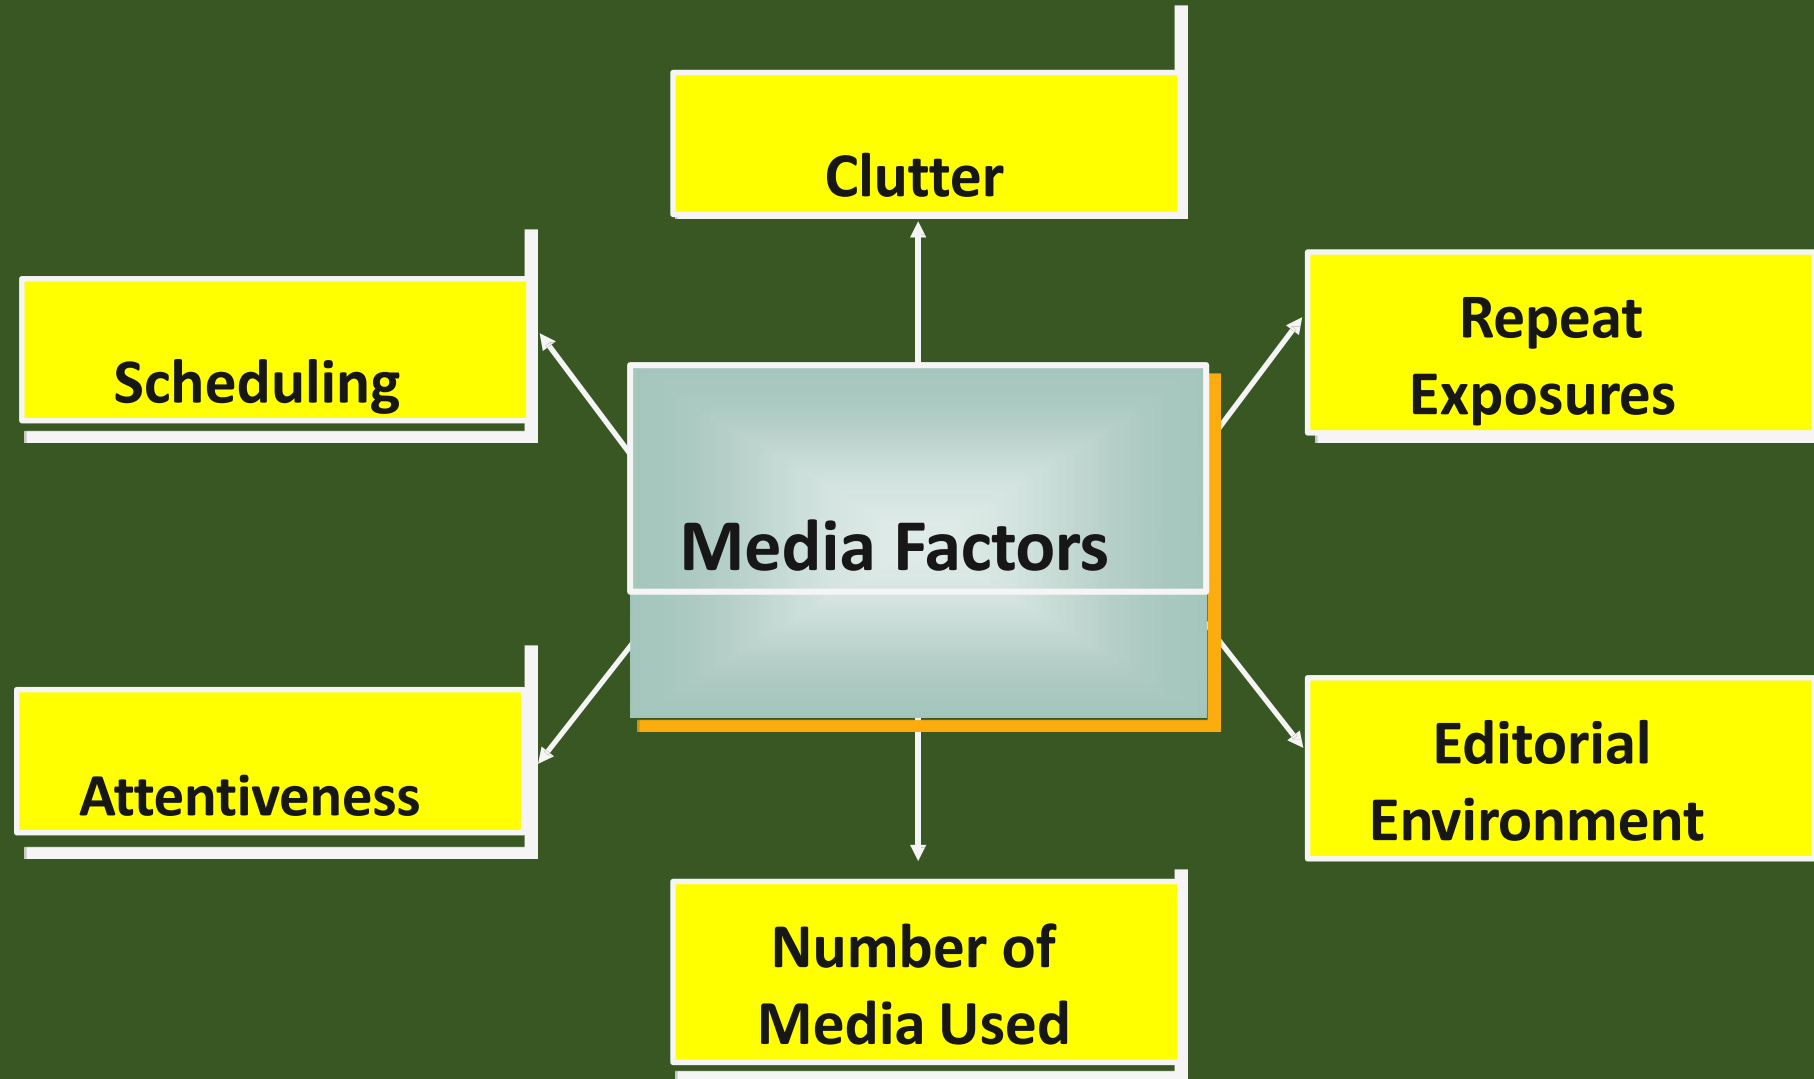 Clutter
Scheduling
Repeat
Exposures
Media Factors
Attentiveness
Editorial
Environment
Number of
Media Used